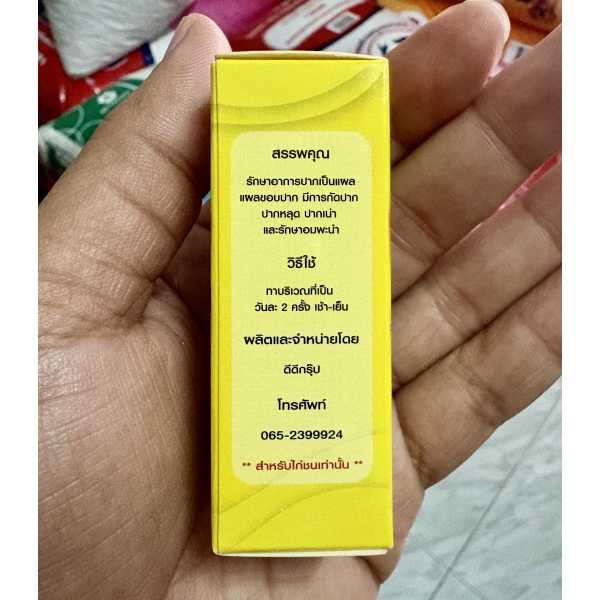 สรรพคุณ
รักษาอาการปากเป็นแผล
แผลขอบปาก มีการกัดปาก
ปากหลุด ปากเน่า
และรักษาอมพะนำ
วิธีใช้
ทาบริเวณที่เป็น
วันละ 2 ครั้ง เช้า-เย็น
ผลิตและจำหน่ายโดย
ดีดีกรุ๊ป
โทรศัพท์
065-2399924
** สำหรับไก่ชนเท่านั้น **